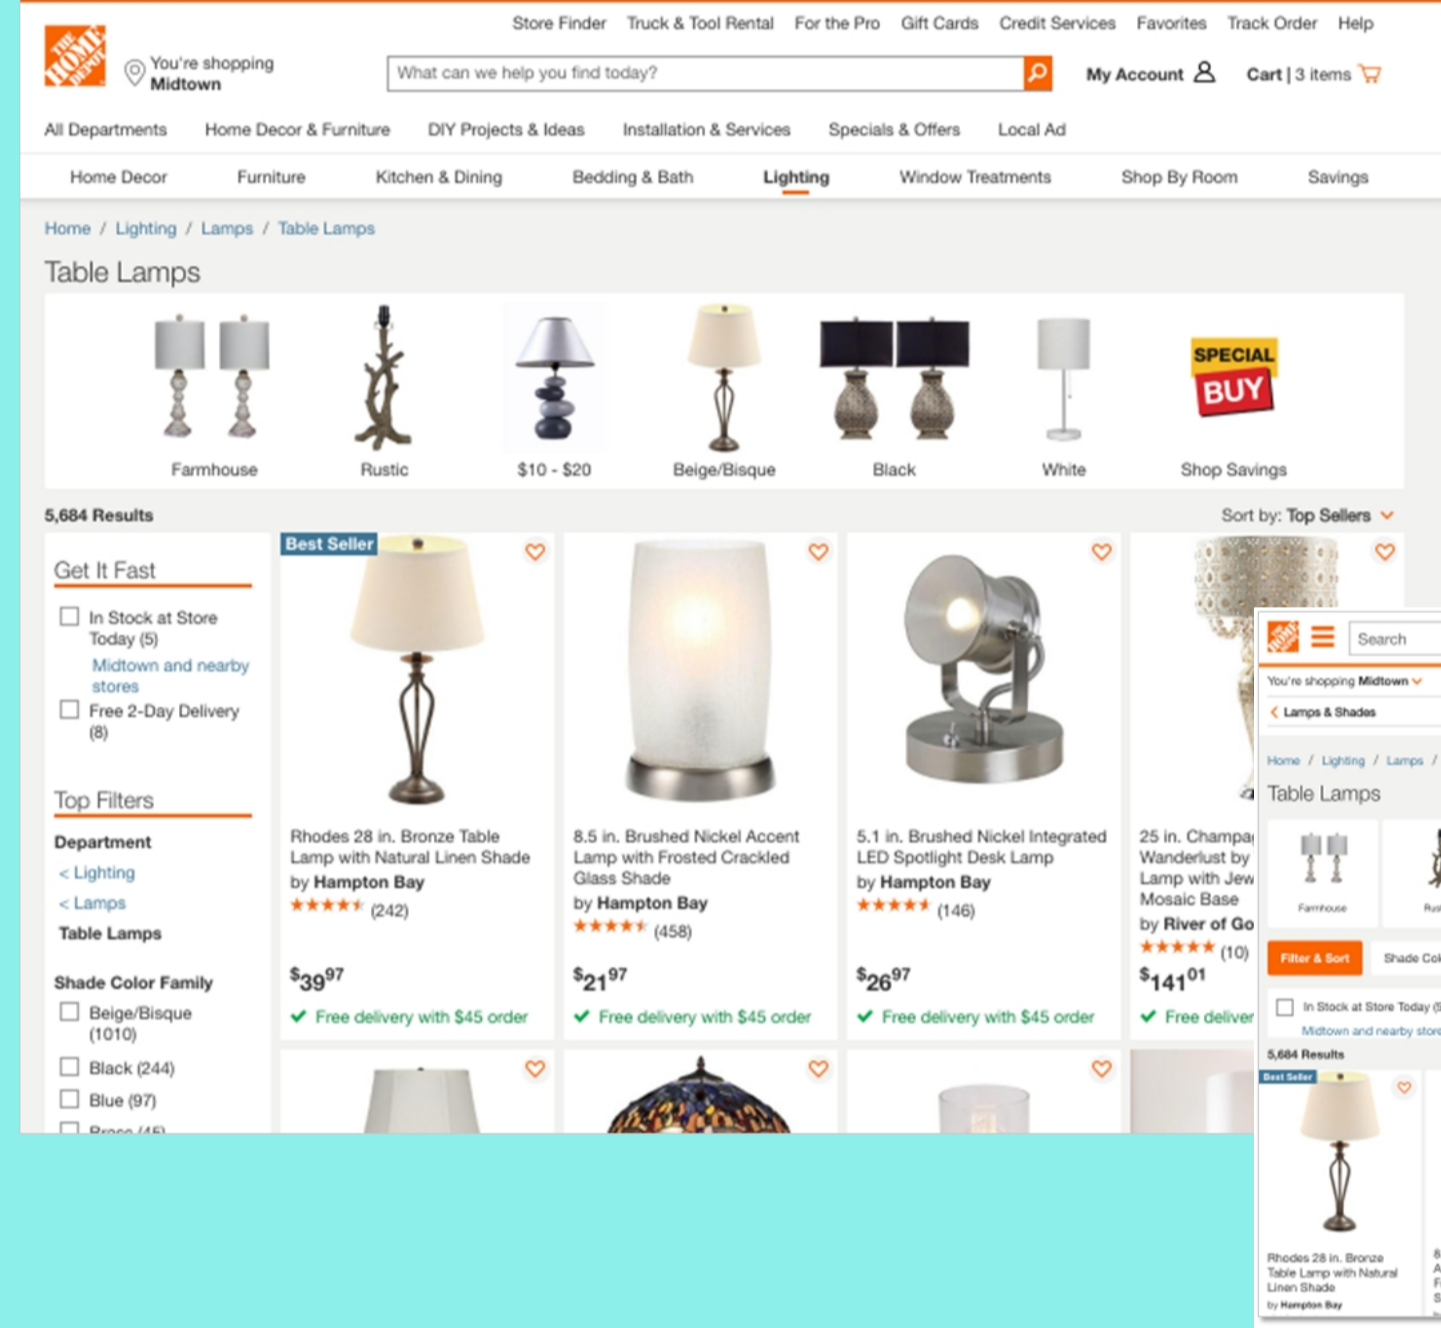 Store Finder Truck & Tool Rental For the Pro Gift Cards Credit Services Favorites Track Order Help
THE HOME DEPOT
You're shopping
Midtown
What can we help you find today?
My Account
Cart | 3 items
All Departments Home Decor & Furniture DIY Projects & Ideas Installation & Services Specials & Offers Local Ad
Home Decor Furniture Kitchen & Dining Bedding & Bath Lighting Window Treatments Shop By Room Savings
Home / Lighting / Lamps / Table Lamps
Table Lamps
SPECIAL
BUY
Farmhouse Rustic $10 - $20 Beige/Bisque Black White Shop Savings
5,684 Results
Sort by: Top Sellers
Get It Fast
In Stock at Store
Today (5)
Midtown and nearby
stores
Free 2-Day Delivery
(8)
Top Filters
Department
< Lighting
< Lamps
Table Lamps
Shade Color Family
Beige/Bisque
(1010)
Black (244)
Blue (97)
Brass (45)
Best Seller
Rhodes 28 in. Bronze Table
Lamp with Natural Linen Shade
by Hampton Bay
(242)
$39 97
Free delivery with $45 order
8.5 in. Brushed Nickel Accent
Lamp with Frosted Crackled
Glass Shade
by Hampton Bay
(458)
$21 97
Free delivery with $45 order
5.1 in. Brushed Nickel Integrated
LED Spotlight Desk Lamp
by Hampton Bay
(146)
$26 97
Free delivery with $45 order
25 in. Champa
Wanderlust by
Lamp with Jew
Mosaic Base
by River of Go
(10)
$141 01
Free deliver
THE HOME DEPOT
Search
You're shopping Midtown
Lamps & Shades
Home / Lighting / Lamps /
Table Lamps
Farmhouse Rus
Filter & Sort Shade Col
In Stock at Store Today (5
Midtown and nearby store
5,684 Results
Best Seller
Rhodes 28 in. Bronze
Table Lamp with Natural
Linen Shade
by Hampton Bay
8
A
F
S